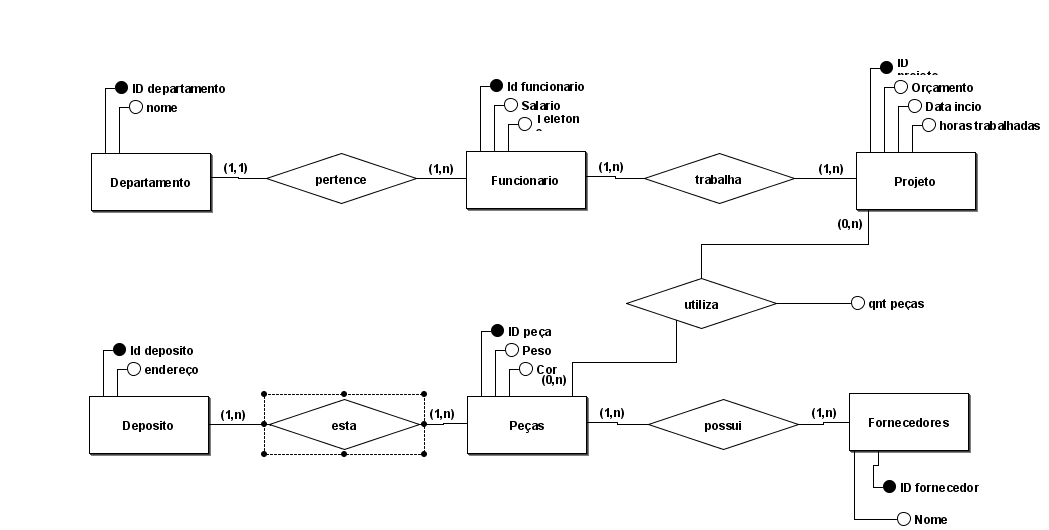 ID departamento
nome
Id funcionario
Salario
ID
Orçamento
Data incio
horas trabalhadas
Departamento
(1,1)
pertence
(1,n)
Funcionario
(1,n)
trabalha
(1,n)
Projeto
(0,n)
utiliza
qnt peças
Id deposito
endereço
ID peça
Peso
Cor
(0,n)
Deposito
(1,n)
esta
(1,n)
Peças
(1,n)
possui
(1,n)
Fornecedores
ID fornecedor
Nome